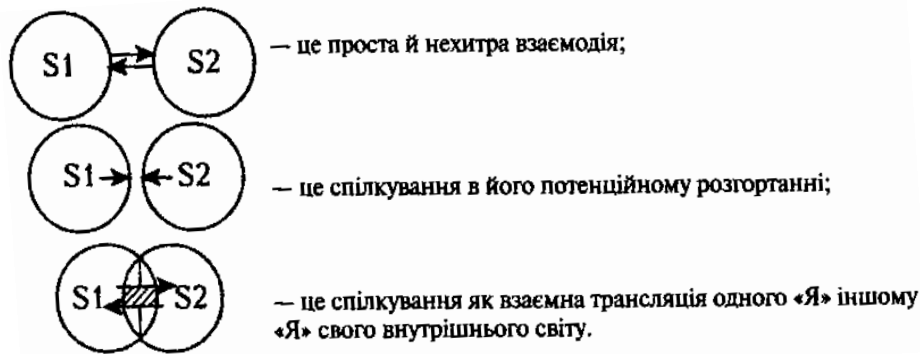 S1 S2 — це проста й нехитра взаємодія;
S1 S2 — це спілкування в його потенційному розгортанні;
S1 S2 — це спілкування як взаємна трансляція одного «Я» іншому
«Я» свого внутрішнього світу.